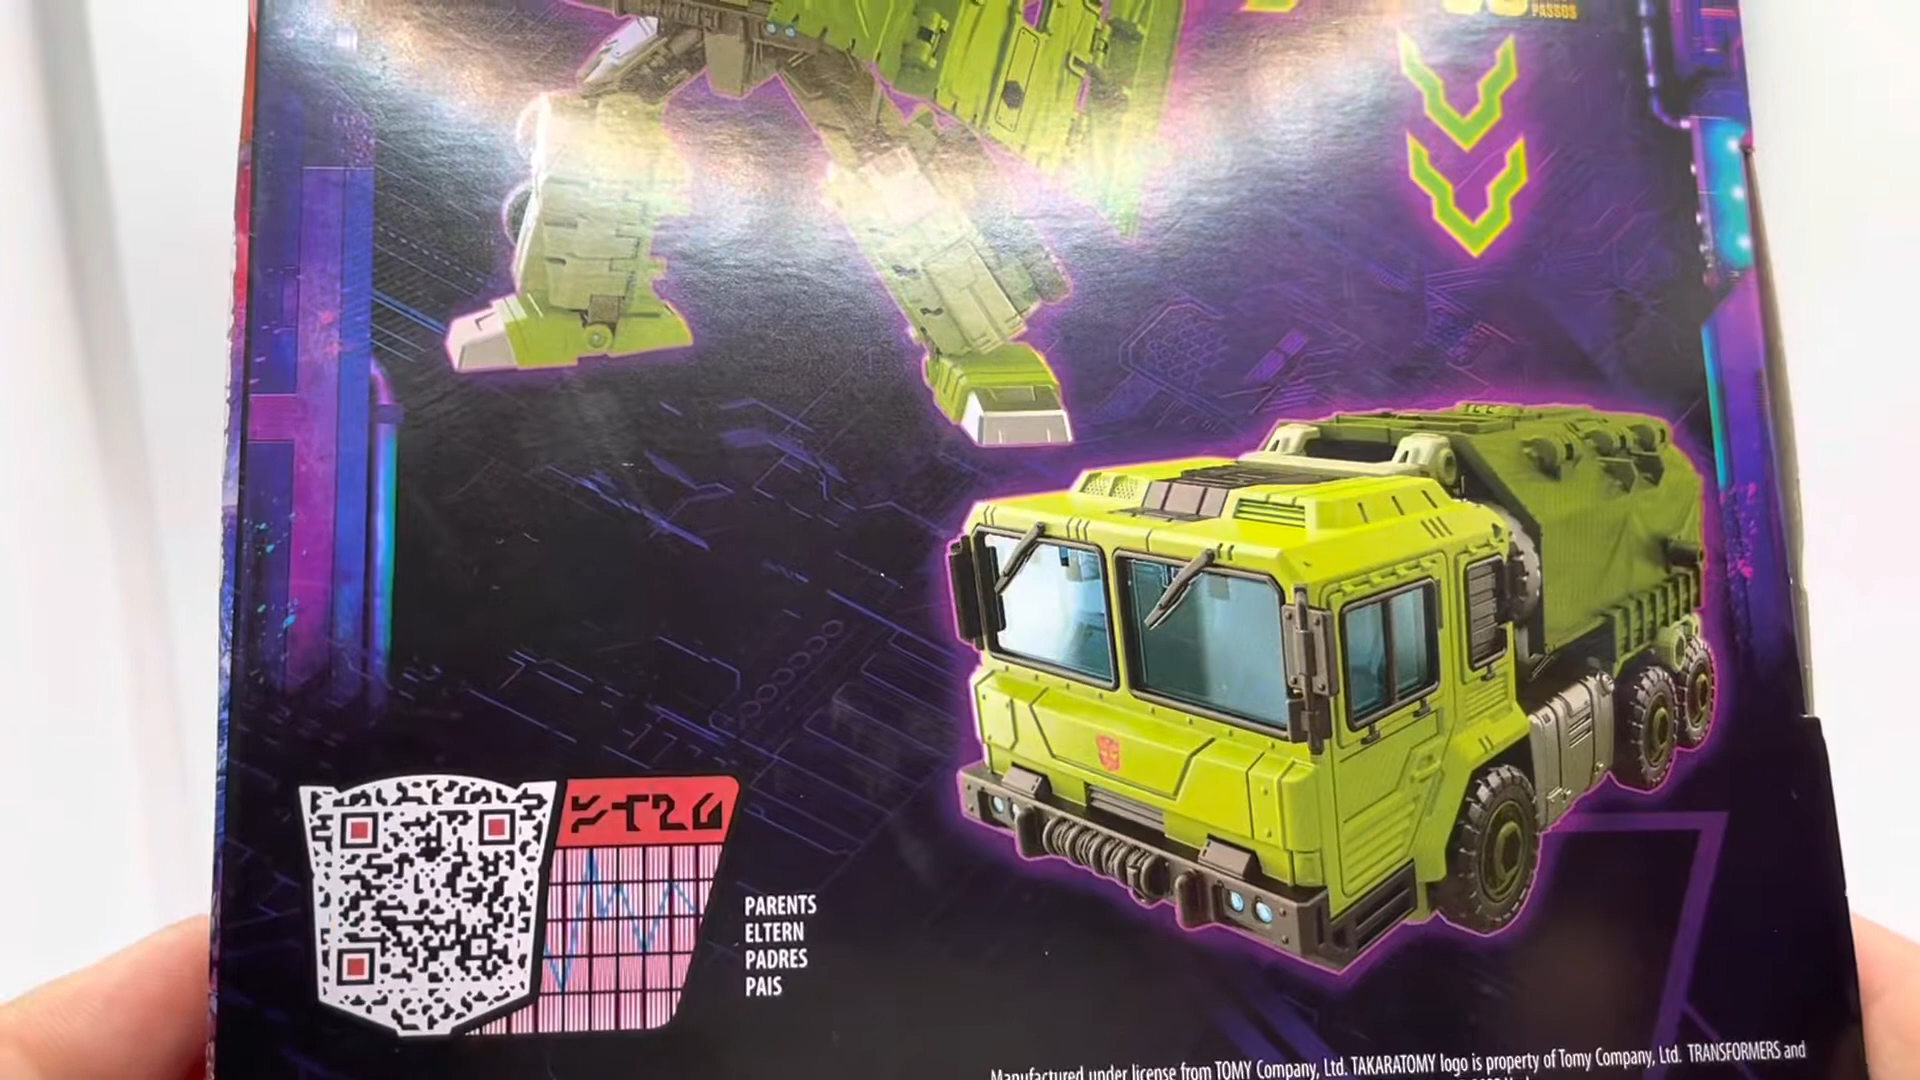 PASSOS
PARENTS
ELTERN
PADRES
PAIS
Manufactured under license from TOMY Company, Ltd. TAKARATOMY logo is property of Tomy Company, Ltd. TRANSFORMERS and